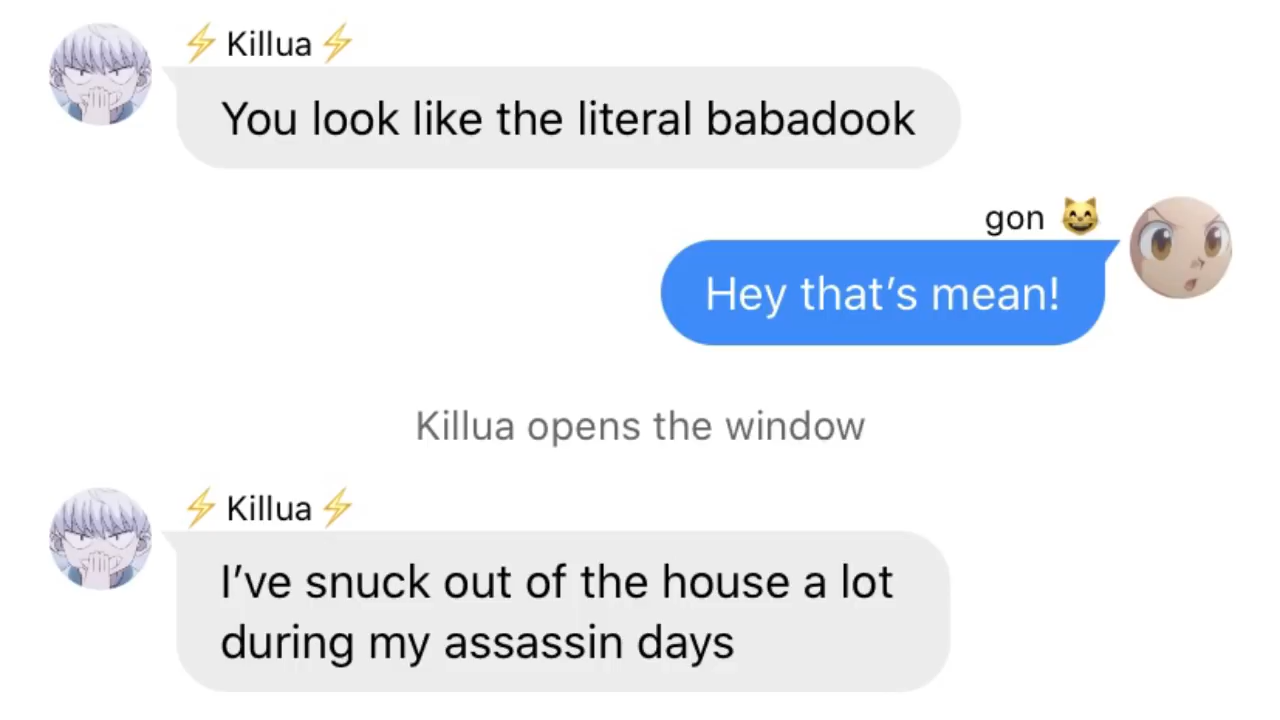 ⚡ Killua ⚡
You look like the literal babadook
gon 😸
Hey that’s mean!
Killua opens the window
⚡ Killua ⚡
I’ve snuck out of the house a lot
during my assassin days